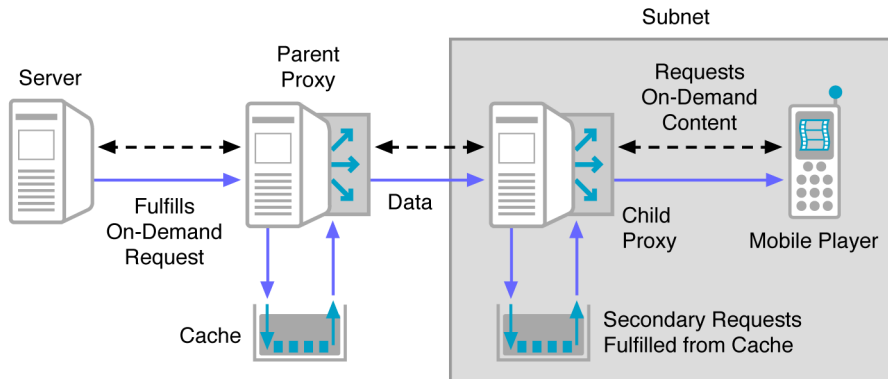 Subnet
Server
Parent
Proxy
Requests
On-Demand
Content
Fulfills
On-Demand
Request
Data
Child
Proxy
Mobile Player
Cache
Secondary Requests
Fulfilled from Cache